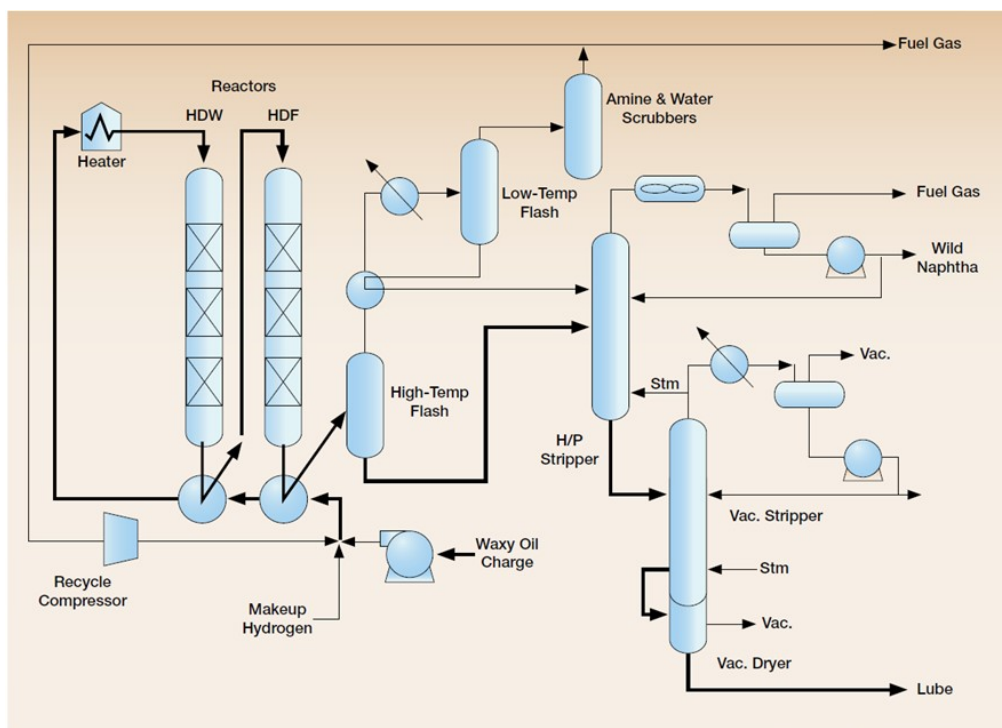 Fuel Gas
Reactors
HDW
HDF
Heater
Amine & Water
Scrubbers
Low-Temp
Flash
Fuel Gas
Wild
Naphtha
High-Temp
Flash
Stm
Vac.
H/P
Stripper
Vac. Stripper
Waxy Oil
Charge
Stm
Recycle
Compressor
Makeup
Hydrogen
Vac.
Vac. Dryer
Lube